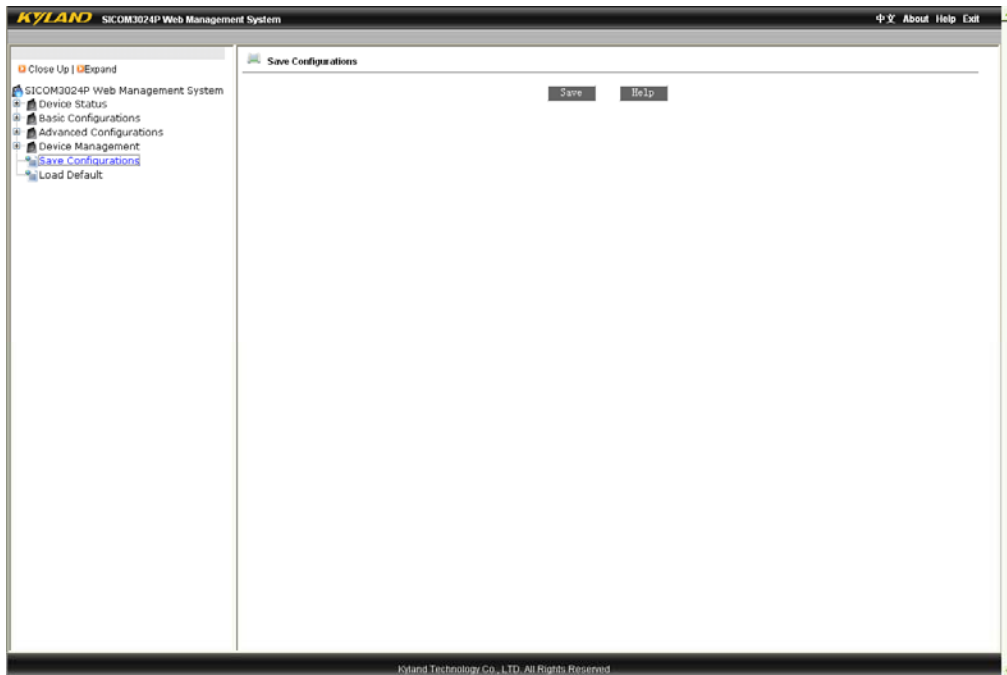 KYLAND SICOM3024P Web Management System 中文 About Help Exit
Close Up | Expand
SICOM3024P Web Management System
Device Status
Basic Configurations
Advanced Configurations
Device Management
Save Configurations
Load Default
Save Configurations
Save Help
Kyland Technology Co., LTD. All Rights Reserved